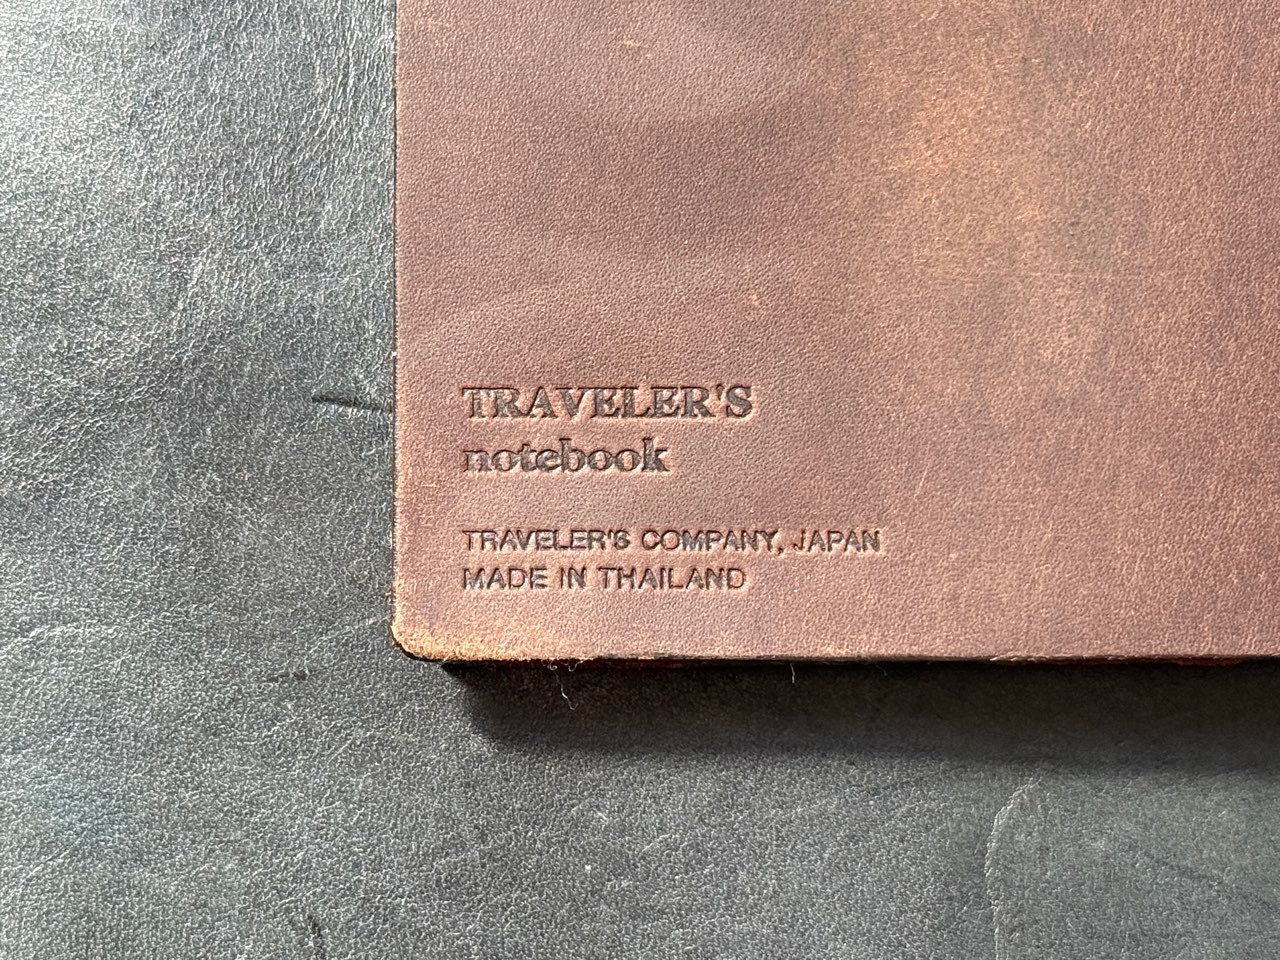 TRAVELER'S
notebook
TRAVELER'S COMPANY, JAPAN
MADE IN THAILAND